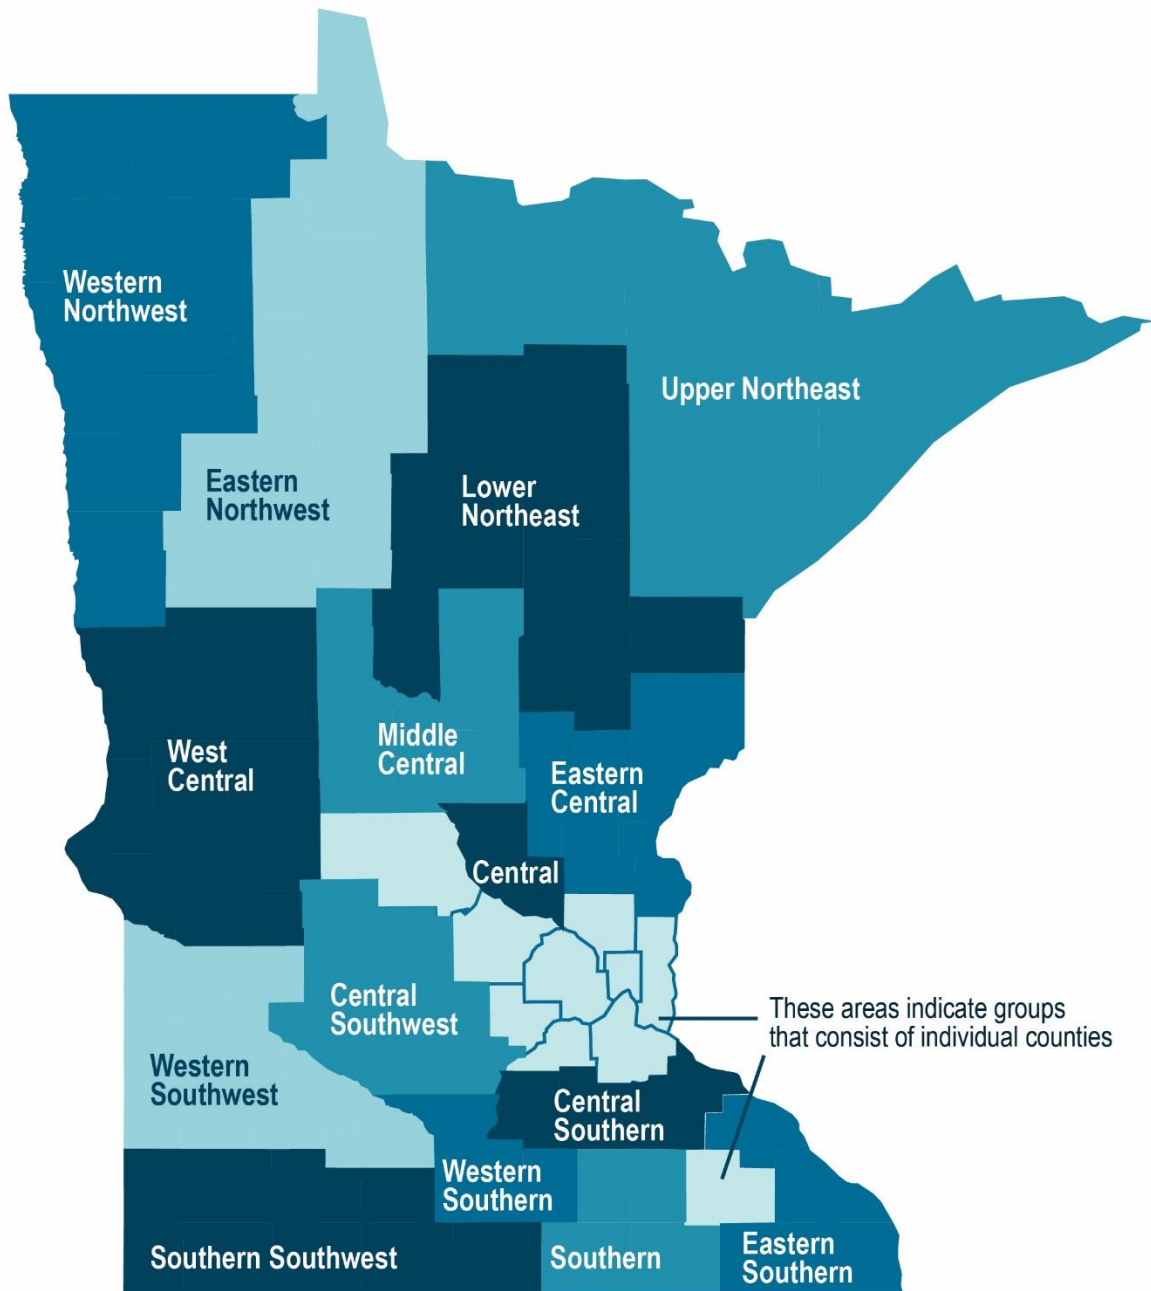 Western
Northwest
Upper Northeast
Eastern
Northwest
Lower
Northeast
West
Central
Middle
Central
Eastern
Central
Central
Central
Southwest
These areas indicate groups
that consist of individual counties
Western
Southwest
Central
Southern
Western
Southern
Southern Southwest
Southern
Eastern
Southern